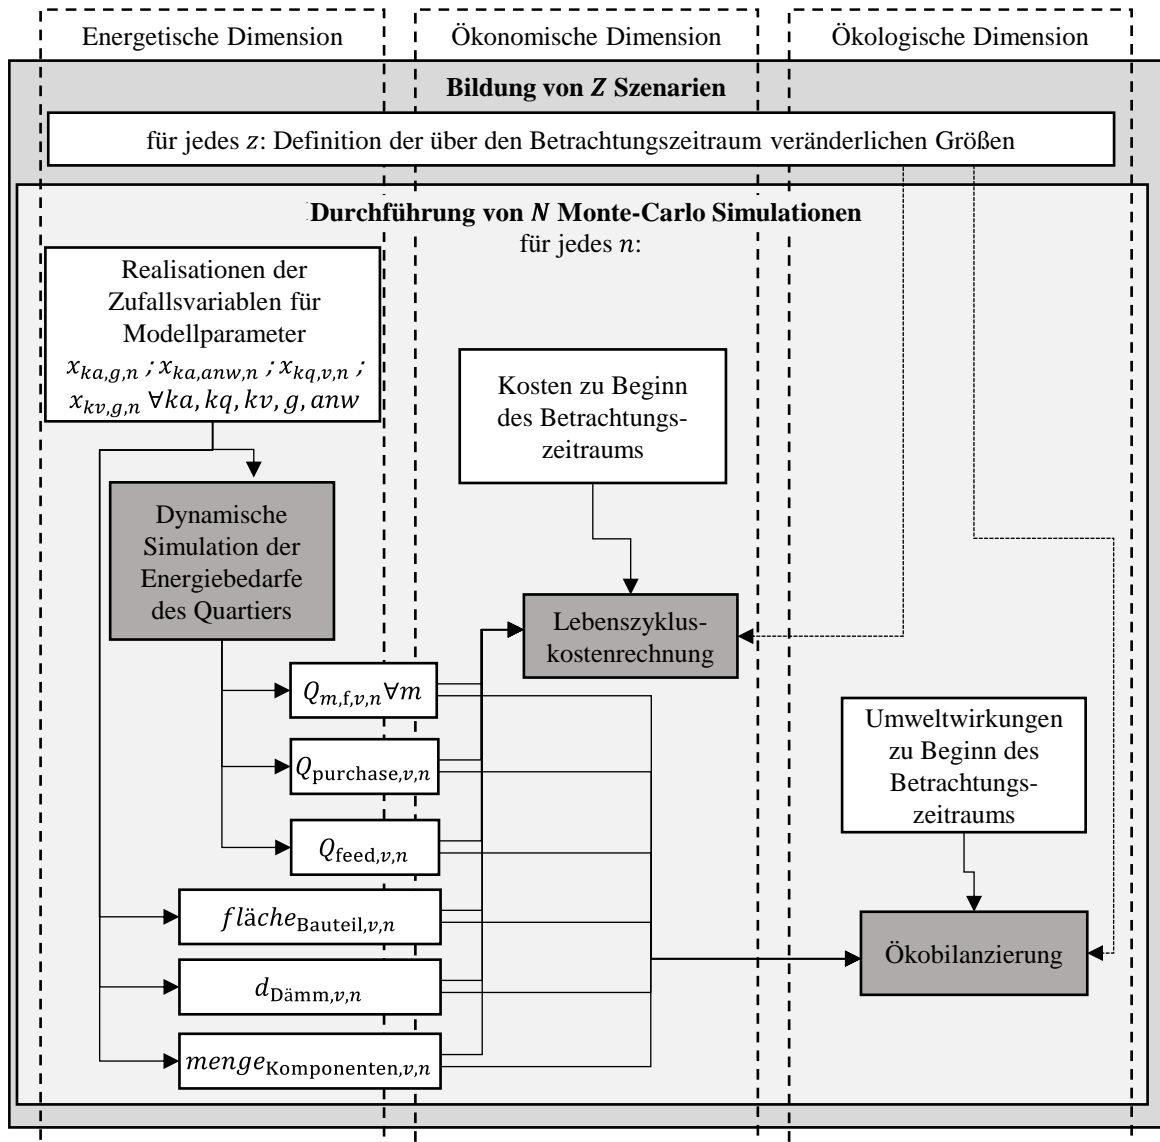 Energetische Dimension
Ökonomische Dimension
Ökologische Dimension
Bildung von Z Szenarien
für jedes z: Definition der über den Betrachtungszeitraum veränderlichen Größen
Durchführung von N Monte-Carlo Simulationen
für jedes n:
Realisationen der
Zufallsvariablen für
Modellparameter
x_{ka,g,n} ; x_{ka,anw,n} ; x_{kq,v,n} ;
x_{kv,g,n} ∀ka, kq, kv, g, anw
Kosten zu Beginn
des Betrachtungs-
zeitraums
Dynamische
Simulation der
Energiebedarfe
des Quartiers
Lebenszyklus-
kostenrechnung
Q_{m,f,v,n}∀m
Umweltwirkungen
zu Beginn des
Betrachtungs-
zeitraums
Q_{purchase,v,n}
Q_{feed,v,n}
fläche_{Bauteil,v,n}
Ökobilanzierung
d_{Dämm,v,n}
menge_{Komponenten,v,n}